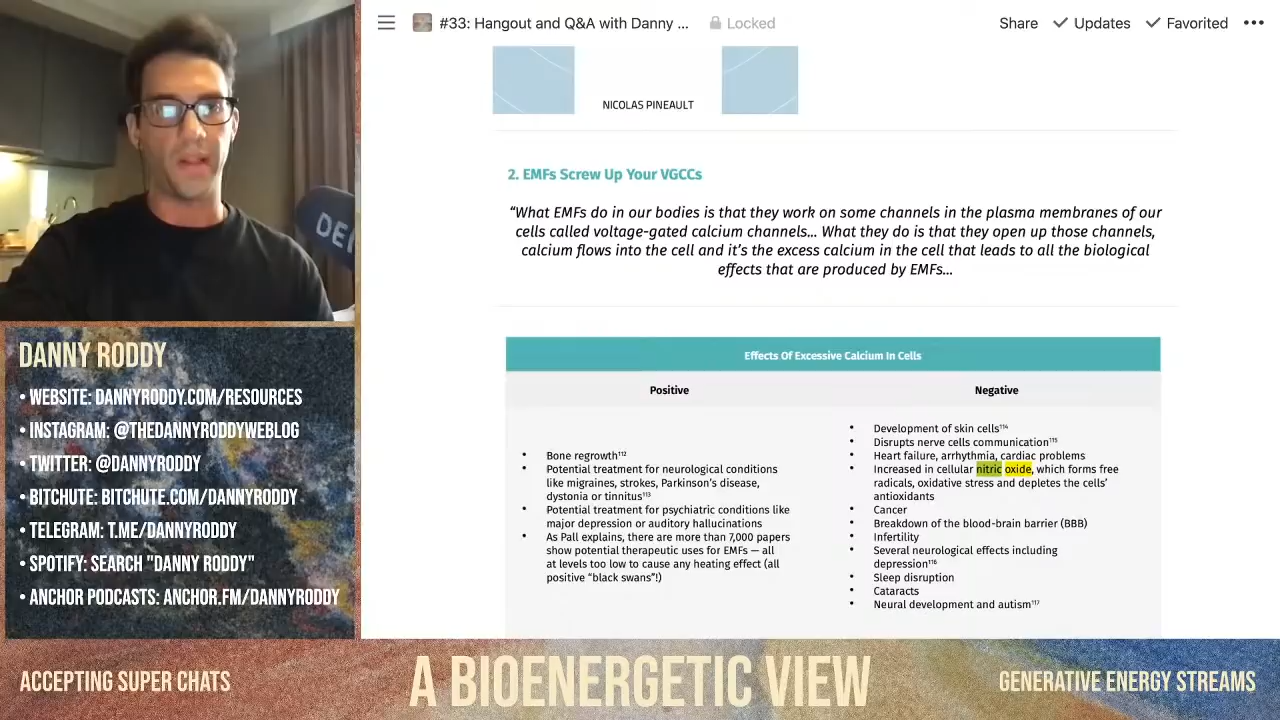 #33: Hangout and Q&A with Danny ...
Locked
Share
Updates
Favorited
NICOLAS PINEAULT
2. EMFs Screw Up Your VGCCs
“What EMFs do in our bodies is that they work on some channels in the plasma membranes of our
cells called voltage-gated calcium channels... What they do is that they open up those channels,
calcium flows into the cell and it’s the excess calcium in the cell that leads to all the biological
effects that are produced by EMFs...
Effects Of Excessive Calcium In Cells
Positive
• Bone regrowth¹¹²
• Potential treatment for neurological conditions
like migraines, strokes, Parkinson’s disease,
dystonia or tinnitus¹¹³
• Potential treatment for psychiatric conditions like
major depression or auditory hallucinations
• As Pall explains, there are more than 7,000 papers
show potential therapeutic uses for EMFs — all
at levels too low to cause any heating effect (all
positive “black swans”!)
Negative
• Development of skin cells¹¹⁴
• Disrupts nerve cells communication¹¹⁵
• Heart failure, arrhythmia, cardiac problems
• Increased in cellular nitric oxide, which forms free
radicals, oxidative stress and depletes the cells’
antioxidants
• Cancer
• Breakdown of the blood-brain barrier (BBB)
• Infertility
• Several neurological effects including
depression¹¹⁶
• Sleep disruption
• Cataracts
• Neural development and autism¹¹⁷
DANNY RODDY
• WEBSITE: DANNYRODDY.COM/RESOURCES
• INSTAGRAM: @THEDANNYRODDYWEBLOG
• TWITTER: @DANNYRODDY
• BITCHUTE: BITCHUTE.COM/DANNYRODDY
• TELEGRAM: T.ME/DANNYRODDY
• SPOTIFY: SEARCH "DANNY RODDY"
• ANCHOR PODCASTS: ANCHOR.FM/DANNYRODDY
ACCEPTING SUPER CHATS
A BIOENERGETIC VIEW
GENERATIVE ENERGY STREAMS